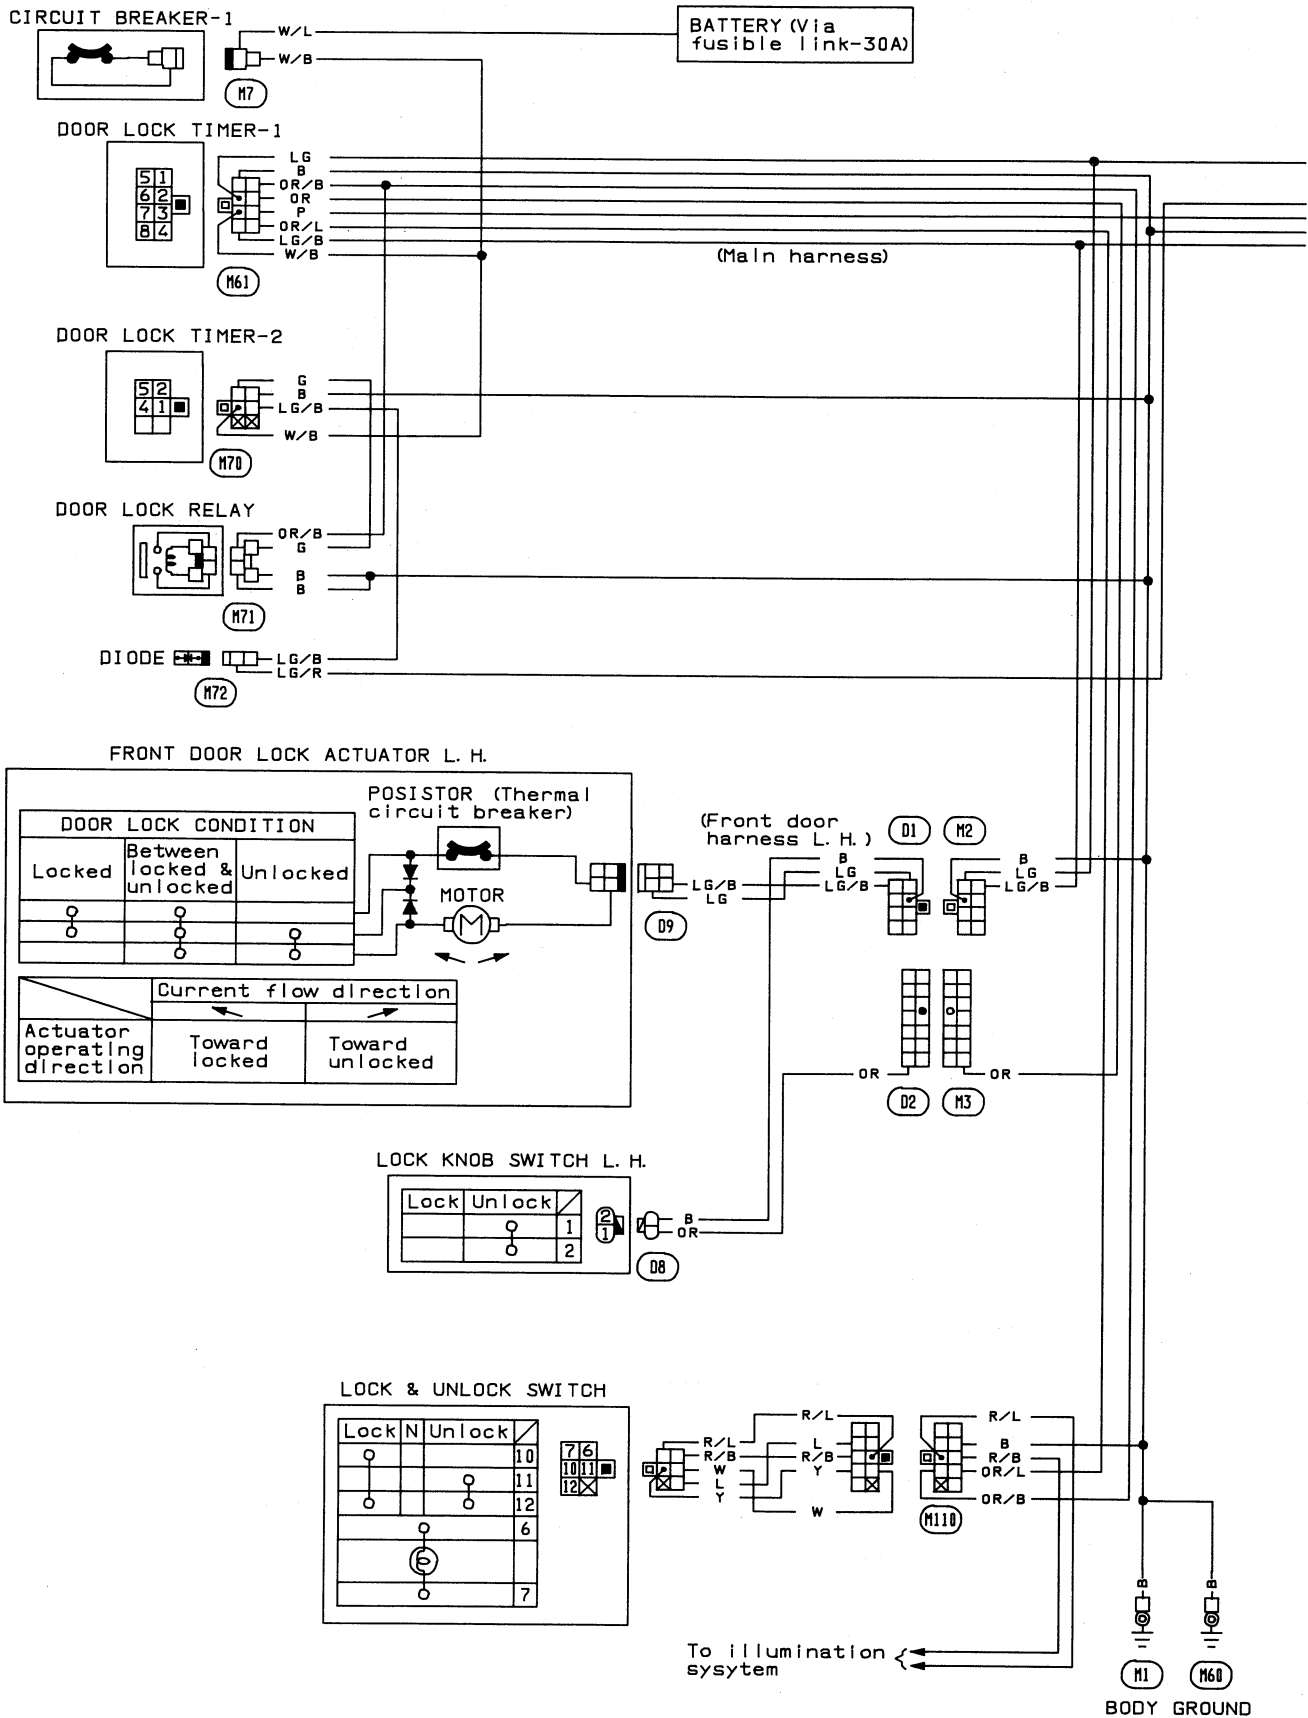 CIRCUIT BREAKER-1
W/L
W/B
BATTERY (Via
fusible link-30A)
M7
DOOR LOCK TIMER-1
5 1
6 2
7 3
8 4
LG
B
OR/B
OR
P
OR/L
LG/B
W/B
(Main harness)
M61
DOOR LOCK TIMER-2
5 2
4 1
G
B
LG/B
W/B
M70
DOOR LOCK RELAY
OR/B
G
B
B
M71
DIODE
LG/B
LG/R
M72
FRONT DOOR LOCK ACTUATOR L. H.
POSISTOR (Thermal
circuit breaker)
DOOR LOCK CONDITION
Locked
Between
locked &
unlocked
Unlocked
MOTOR
M
Current flow direction
Actuator
operating
direction
Toward
locked
Toward
unlocked
(Front door
harness L. H.)
D1
M2
B
LG
LG/B
LG/B
LG
B
LG
LG/B
D9
OR
OR
D2
M3
LOCK KNOB SWITCH L. H.
Lock Unlock
1
2
2
1
B
OR
D8
LOCK & UNLOCK SWITCH
Lock N Unlock
10
11
12
6
7
7 6
10 11
12
R/L
R/B
W
L
Y
R/L
L
R/B
Y
W
R/L
B
R/B
OR/L
OR/B
M110
B
B
To illumination
sysytem
M1
M60
BODY GROUND